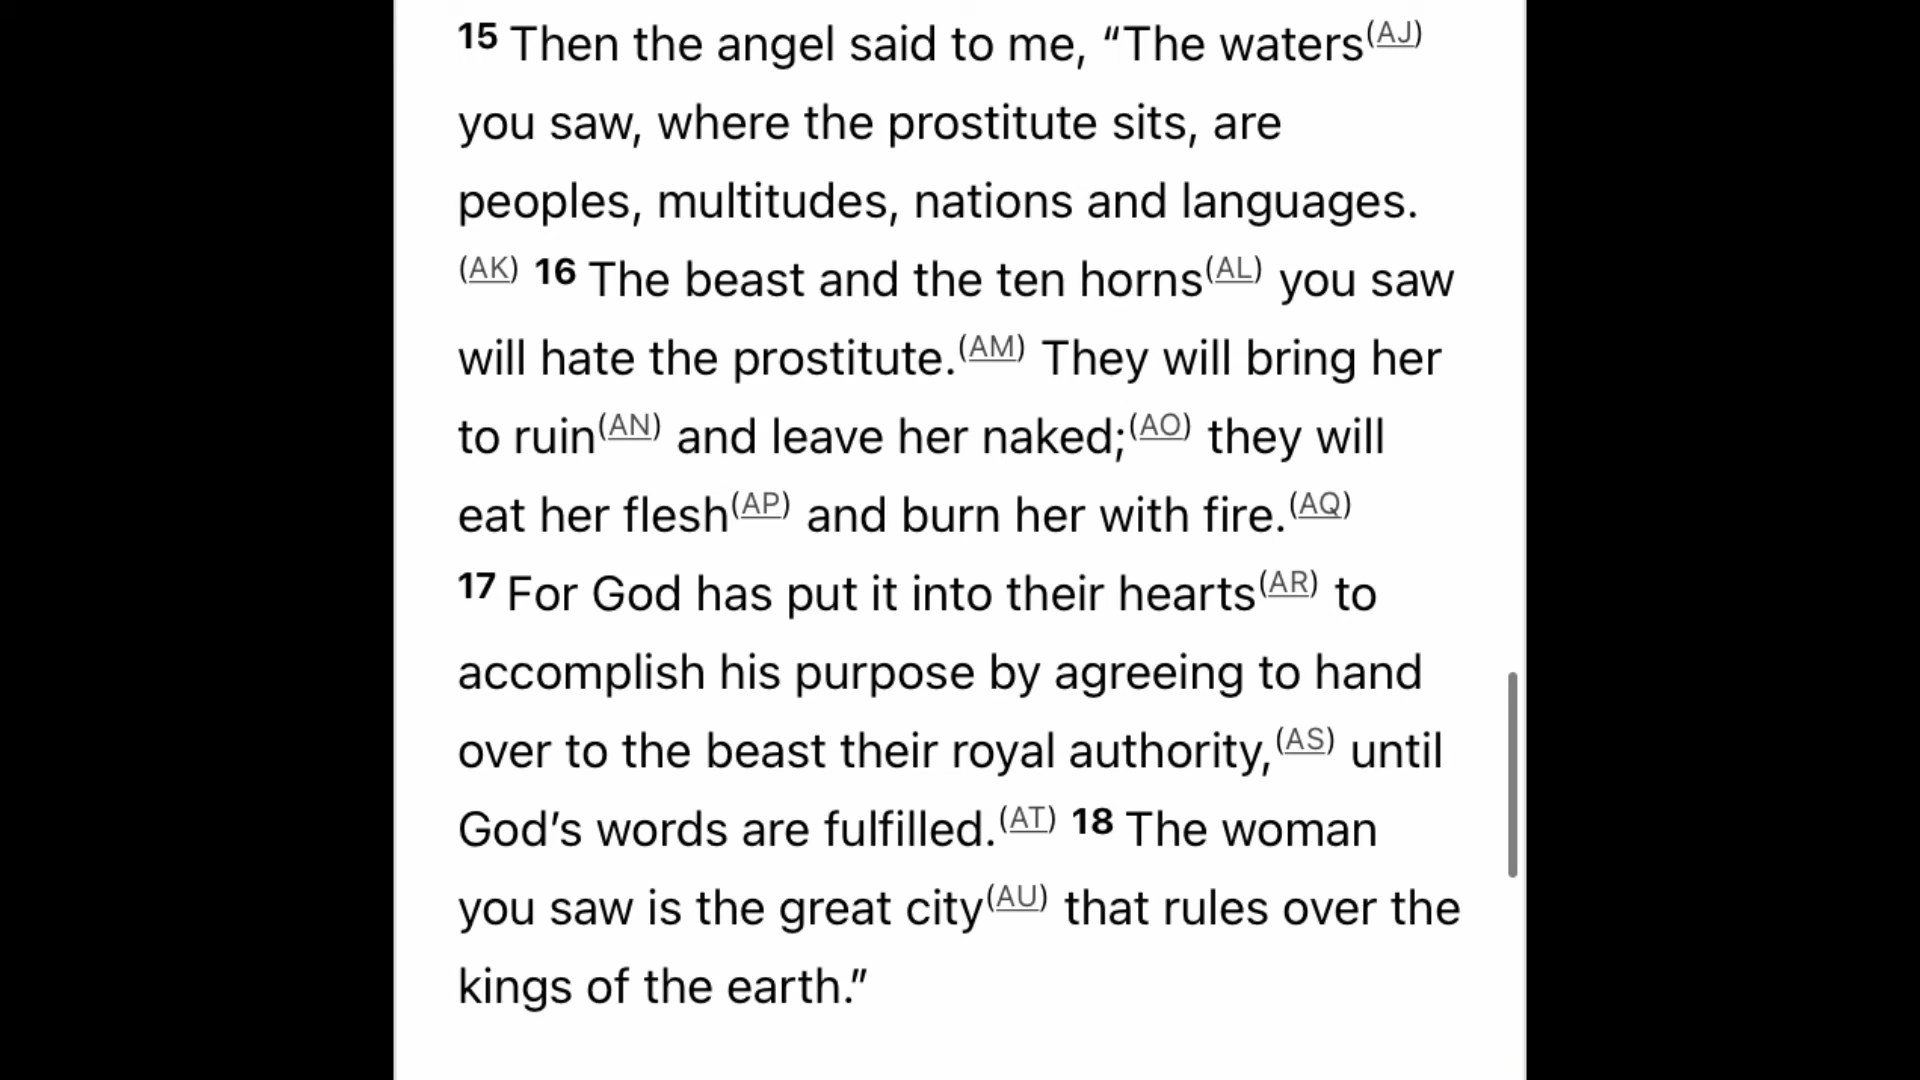 15 Then the angel said to me, “The waters(AJ)
you saw, where the prostitute sits, are
peoples, multitudes, nations and languages.
(AK) 16 The beast and the ten horns(AL) you saw
will hate the prostitute.(AM) They will bring her
to ruin(AN) and leave her naked;(AO) they will
eat her flesh(AP) and burn her with fire.(AQ)
17 For God has put it into their hearts(AR) to
accomplish his purpose by agreeing to hand
over to the beast their royal authority,(AS) until
God’s words are fulfilled.(AT) 18 The woman
you saw is the great city(AU) that rules over the
kings of the earth.”